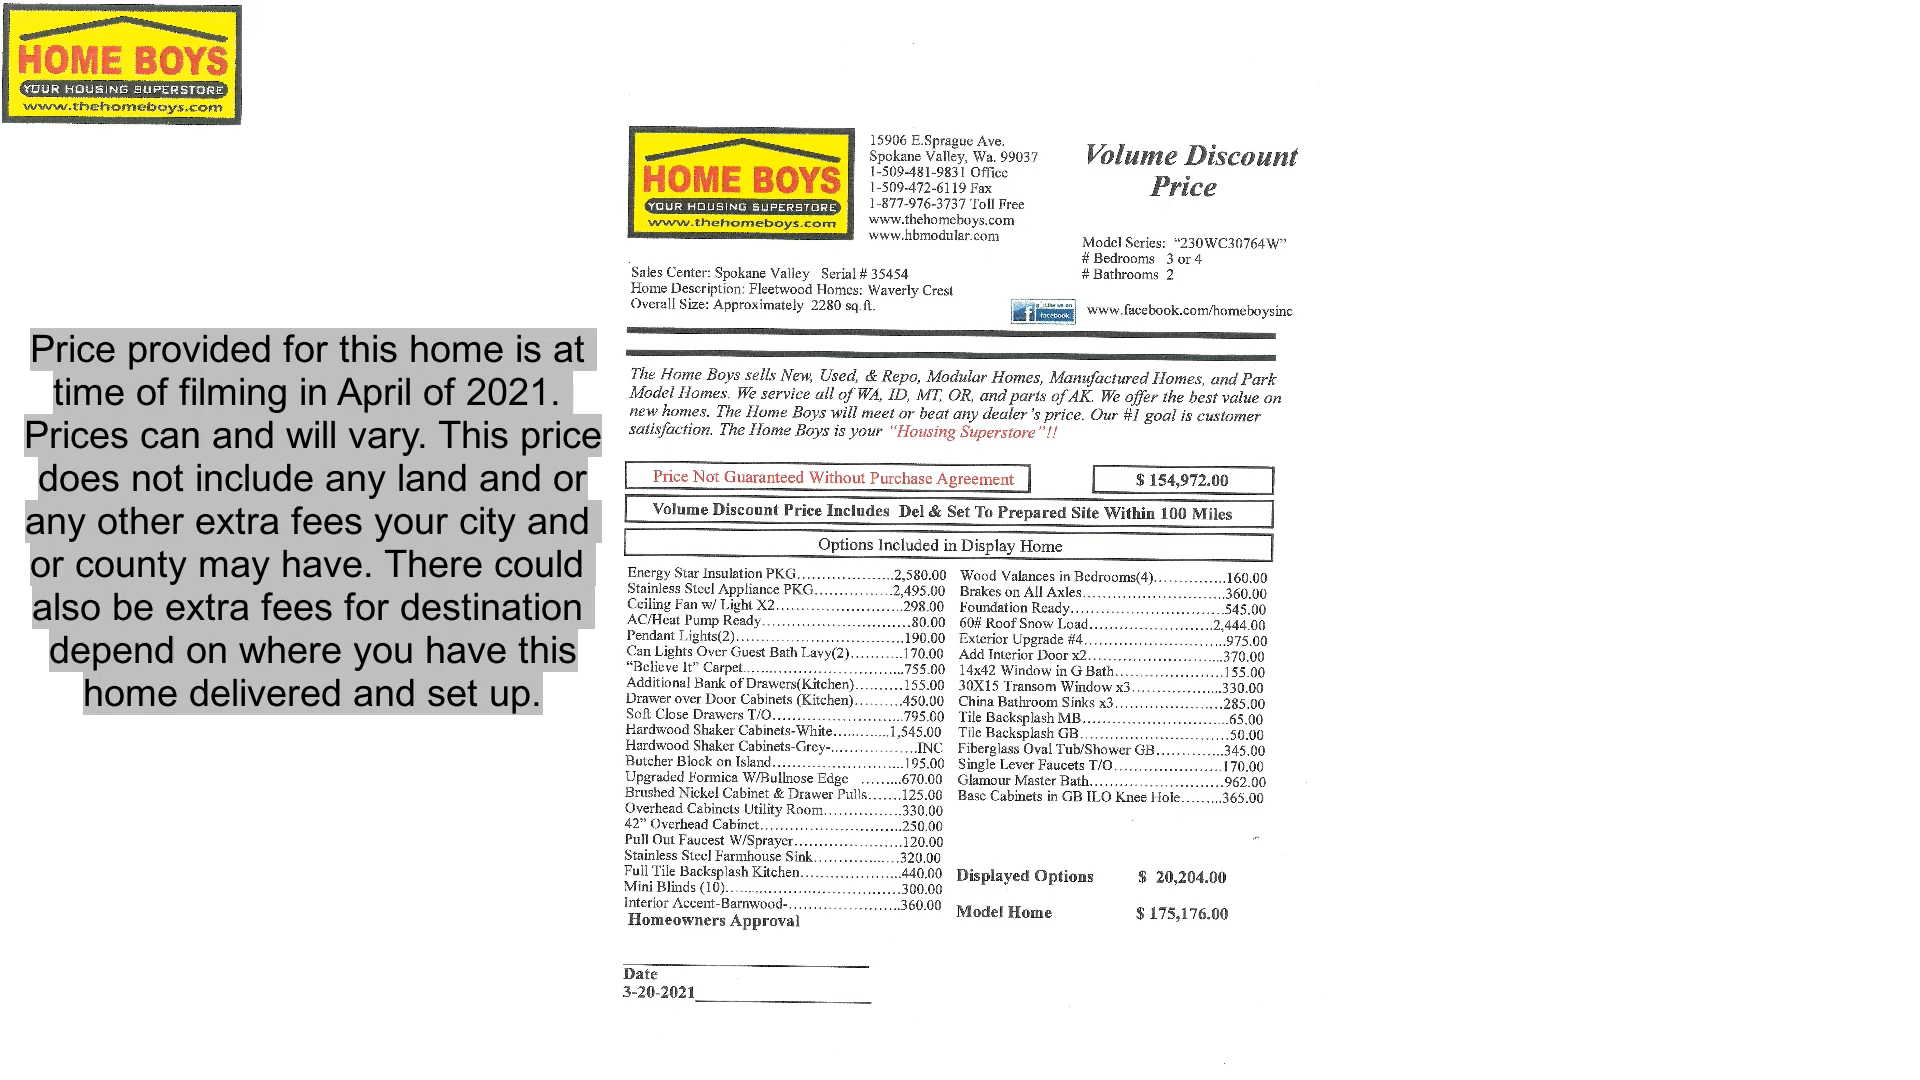 HOME BOYS
YOUR HOUSING SUPERSTORE
www.thehomeboys.com
Price provided for this home is at
time of filming in April of 2021.
Prices can and will vary. This price
does not include any land and or
any other extra fees your city and
or county may have. There could
also be extra fees for destination
depend on where you have this
home delivered and set up.
HOME BOYS
YOUR HOUSING SUPERSTORE
www.thehomeboys.com
15906 E.Sprague Ave.
Spokane Valley, Wa. 99037
1-509-481-9831 Office
1-509-472-6119 Fax
1-877-976-3737 Toll Free
www.thehomeboys.com
www.hbmodular.com
Volume Discount
Price
Model Series: “230WC30764W”
# Bedrooms 3 or 4
# Bathrooms 2
Sales Center: Spokane Valley Serial # 35454
Home Description: Fleetwood Homes: Waverly Crest
Overall Size: Approximately 2280 sq.ft.
facebook
www.facebook.com/homeboysinc
The Home Boys sells New, Used, & Repo, Modular Homes, Manufactured Homes, and Park
Model Homes. We service all of WA, ID, MT, OR, and parts of AK. We offer the best value on
new homes. The Home Boys will meet or beat any dealer’s price. Our #1 goal is customer
satisfaction. The Home Boys is your “Housing Superstore”!!
Price Not Guaranteed Without Purchase Agreement
$ 154,972.00
Volume Discount Price Includes Del & Set To Prepared Site Within 100 Miles
Options Included in Display Home
Energy Star Insulation PKG....................2,580.00
Stainless Steel Appliance PKG................2,495.00
Ceiling Fan w/ Light X2..........................298.00
AC/Heat Pump Ready..............................80.00
Pendant Lights(2)..................................190.00
Can Lights Over Guest Bath Lavy(2)..........170.00
“Believe It” Carpet.................................755.00
Additional Bank of Drawers(Kitchen).........155.00
Drawer over Door Cabinets (Kitchen).........450.00
Soft Close Drawers T/O...........................795.00
Hardwood Shaker Cabinets-White............1,545.00
Hardwood Shaker Cabinets-Grey-..................INC
Butcher Block on Island...........................195.00
Upgraded Formica W/Bullnose Edge .........670.00
Brushed Nickel Cabinet & Drawer Pulls.......125.00
Overhead Cabinets Utility Room................330.00
42” Overhead Cabinet..............................250.00
Pull Out Faucest W/Sprayer......................120.00
Stainless Steel Farmhouse Sink..................320.00
Full Tile Backsplash Kitchen.....................440.00
Mini Blinds (10).....................................300.00
Interior Accent-Barnwood-.......................360.00
Homeowners Approval
Wood Valances in Bedrooms(4)...............160.00
Brakes on All Axles..............................360.00
Foundation Ready................................545.00
60# Roof Snow Load..........................2,444.00
Exterior Upgrade #4.............................975.00
Add Interior Door x2............................370.00
14x42 Window in G Bath.......................155.00
30X15 Transom Window x3...................330.00
China Bathroom Sinks x3.......................285.00
Tile Backsplash MB..............................65.00
Tile Backsplash GB...............................50.00
Fiberglass Oval Tub/Shower GB..............345.00
Single Lever Faucets T/O.......................170.00
Glamour Master Bath............................962.00
Base Cabinets in GB ILO Knee Hole.........365.00
Displayed Options $ 20,204.00
Model Home $ 175,176.00
Date
3-20-2021